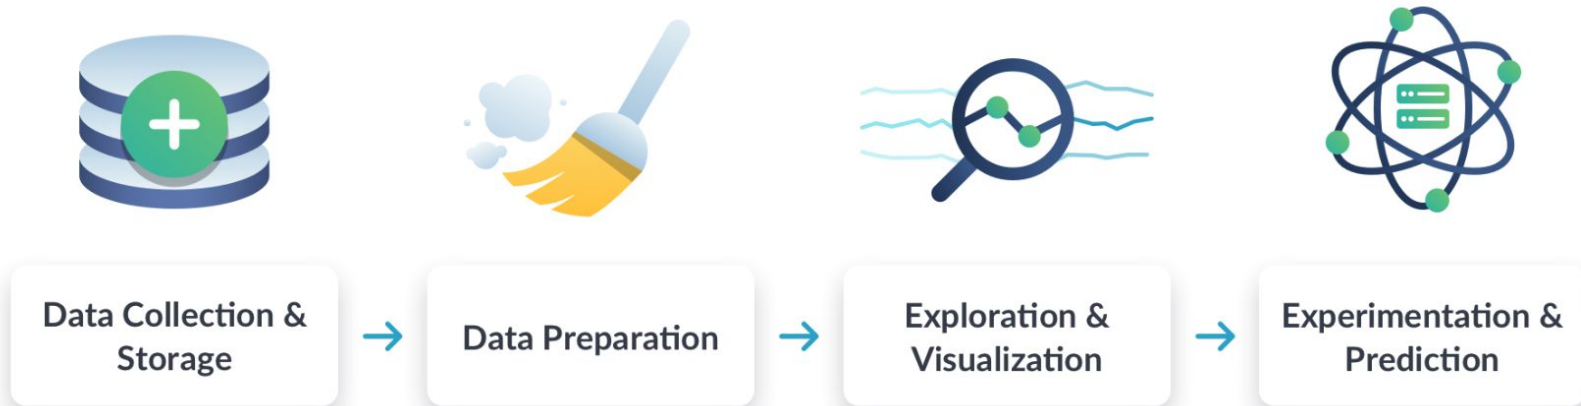 Data Collection &
Storage
Data Preparation
Exploration &
Visualization
Experimentation &
Prediction